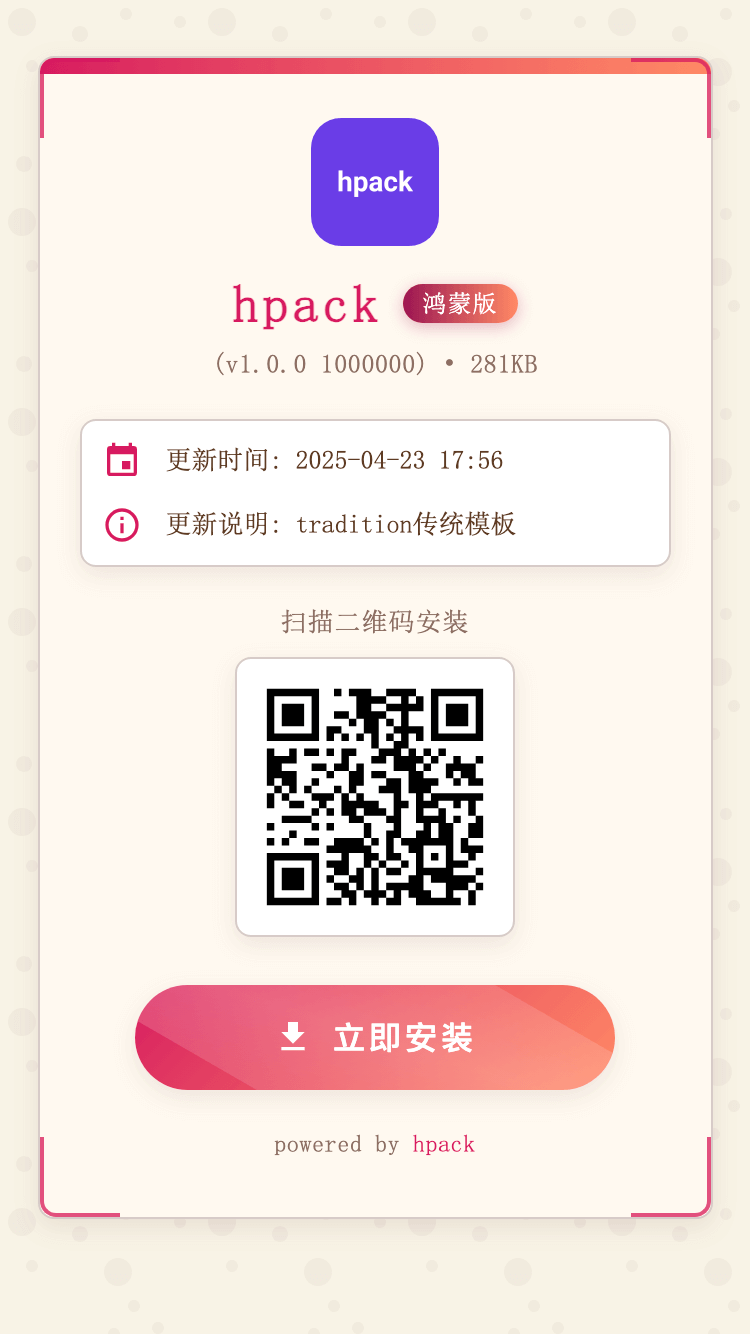 hpack
hpack 鸿蒙版
(v1.0.0 1000000) • 281KB
更新时间: 2025-04-23 17:56
更新说明: tradition传统模板
扫描二维码安装
立即安装
powered by hpack